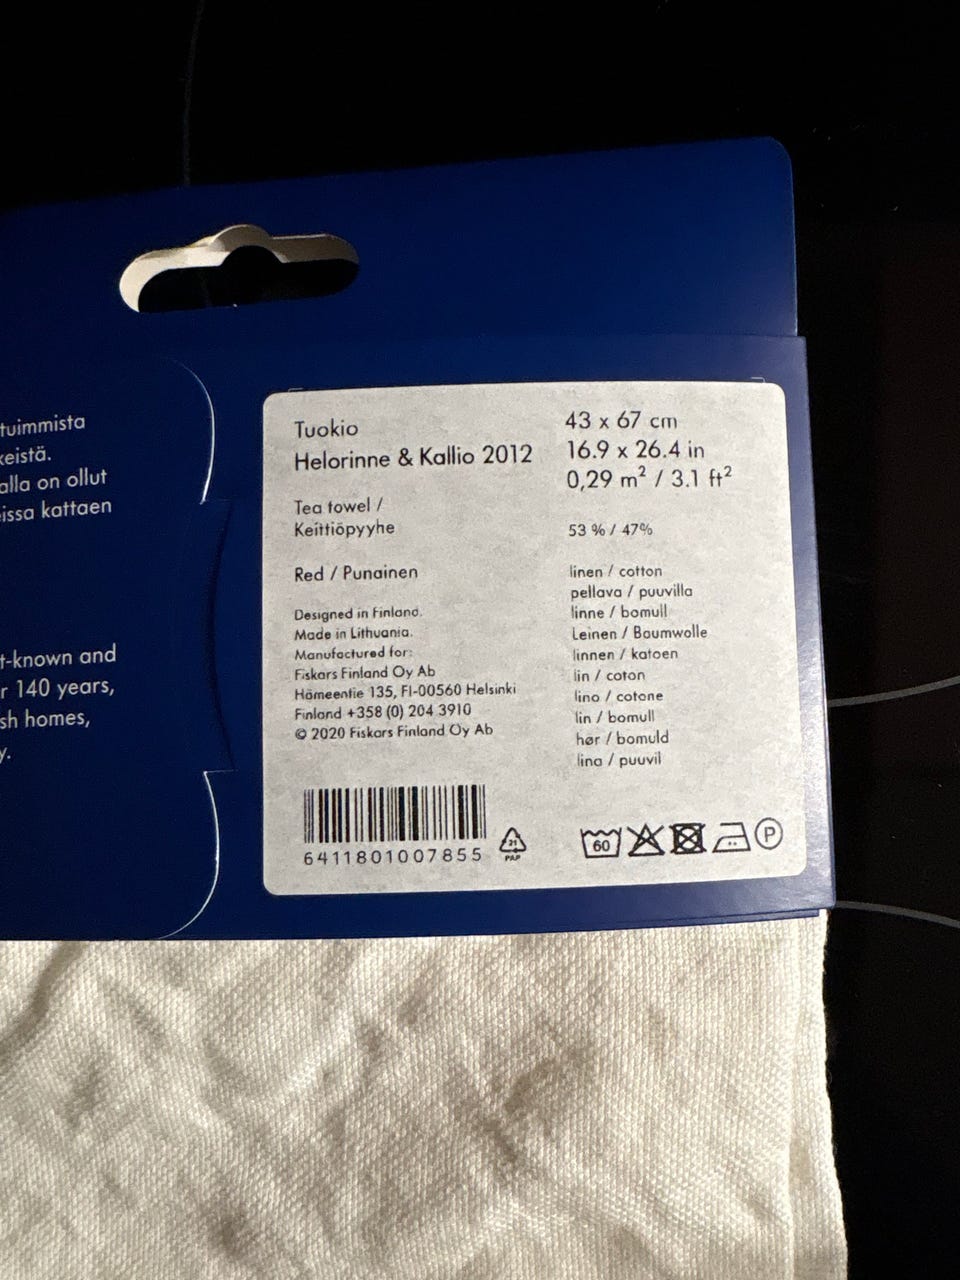 tuimmista
keistä.
alla on ollut
issa kattaen
t-known and
r 140 years,
sh homes,
y.
Tuokio
Helorinne & Kallio 2012
Tea towel /
Keittiöpyyhe
Red / Punainen
Designed in Finland.
Made in Lithuania.
Manufactured for:
Fiskars Finland Oy Ab
Hämeentie 135, FI-00560 Helsinki
Finland +358 (0) 204 3910
© 2020 Fiskars Finland Oy Ab
6411801007855
21
PAP
43 x 67 cm
16.9 x 26.4 in
0,29 m² / 3.1 ft²
53 % / 47%
linen / cotton
pellava / puuvilla
linne / bomull
Leinen / Baumwolle
linnen / katoen
lin / coton
lino / cotone
lin / bomull
hør / bomuld
lina / puuvil
60
P